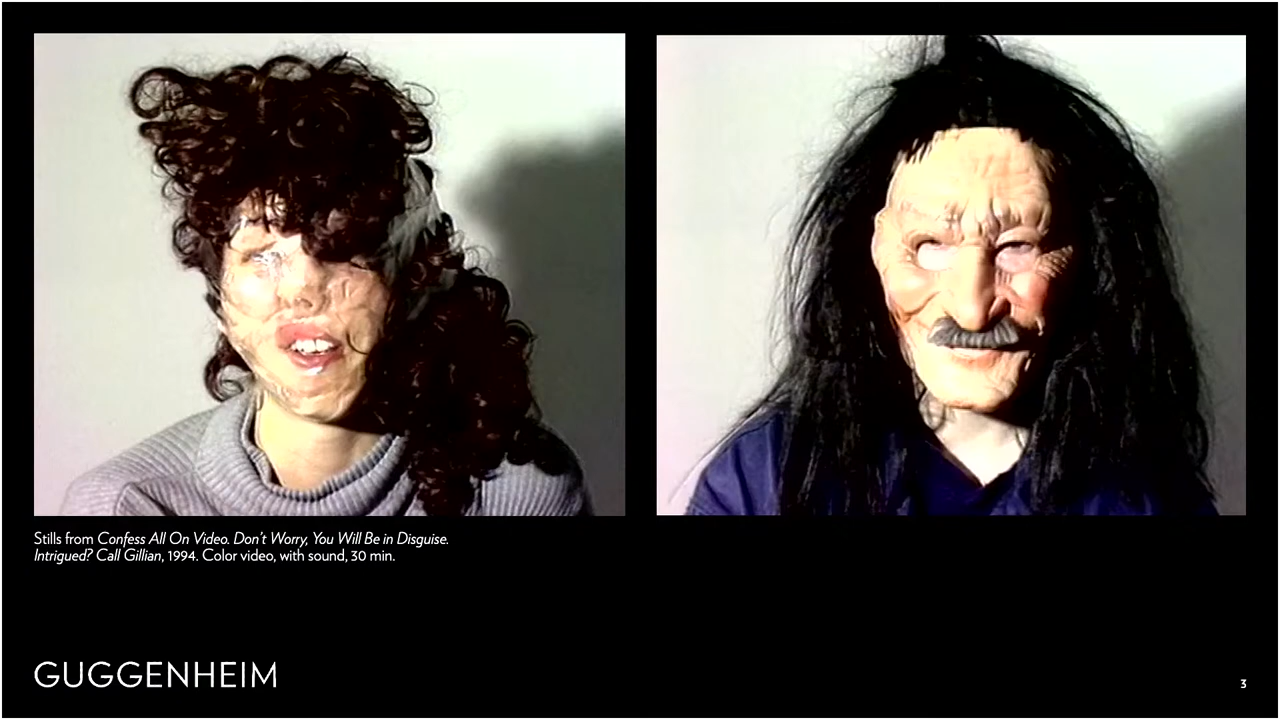 Stills from Confess All On Video. Don’t Worry, You Will Be in Disguise.
Intrigued? Call Gillian, 1994. Color video, with sound, 30 min.
GUGGENHEIM
3